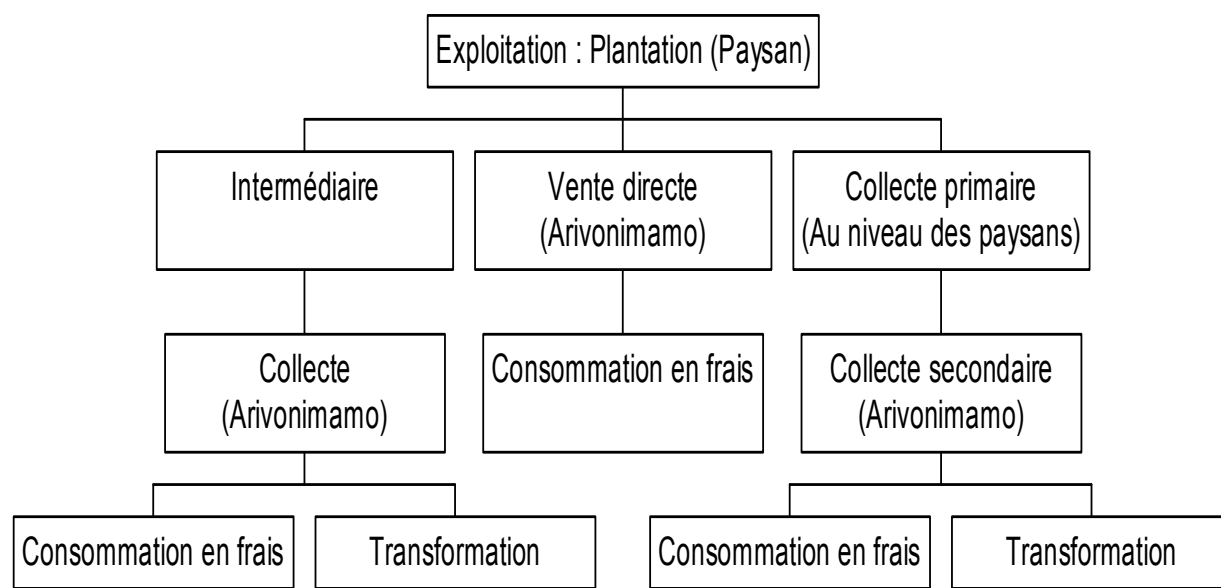 Exploitation : Plantation (Paysan)
Intermédiaire
Vente directe
(Arivonimamo)
Collecte primaire
(Au niveau des paysans)
Collecte
(Arivonimamo)
Consommation en frais
Collecte secondaire
(Arivonimamo)
Consommation en frais
Transformation
Consommation en frais
Transformation